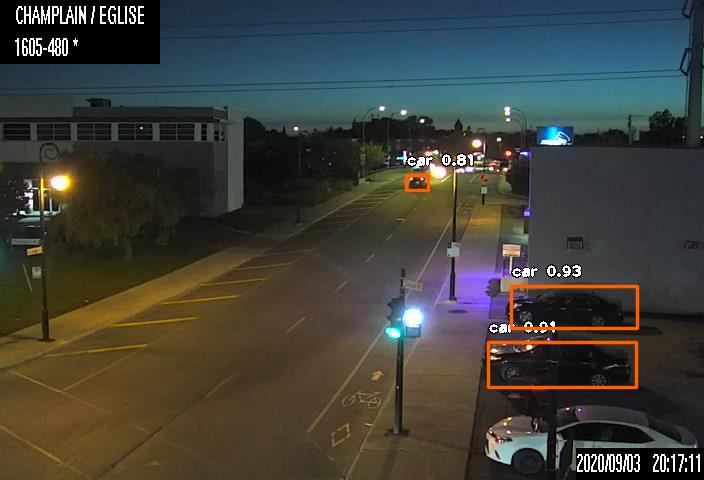 CHAMPLAIN / EGLISE
1605-480 *
car 0.81
car 0.93
car 0.91
2020/09/03 20:17:11